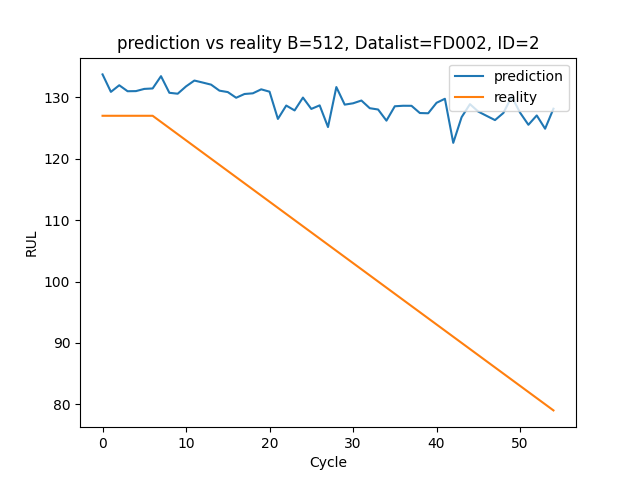 prediction vs reality B=512, Datalist=FD002, ID=2
prediction
reality
RUL
130
120
110
100
90
80
0 10 20 30 40 50
Cycle